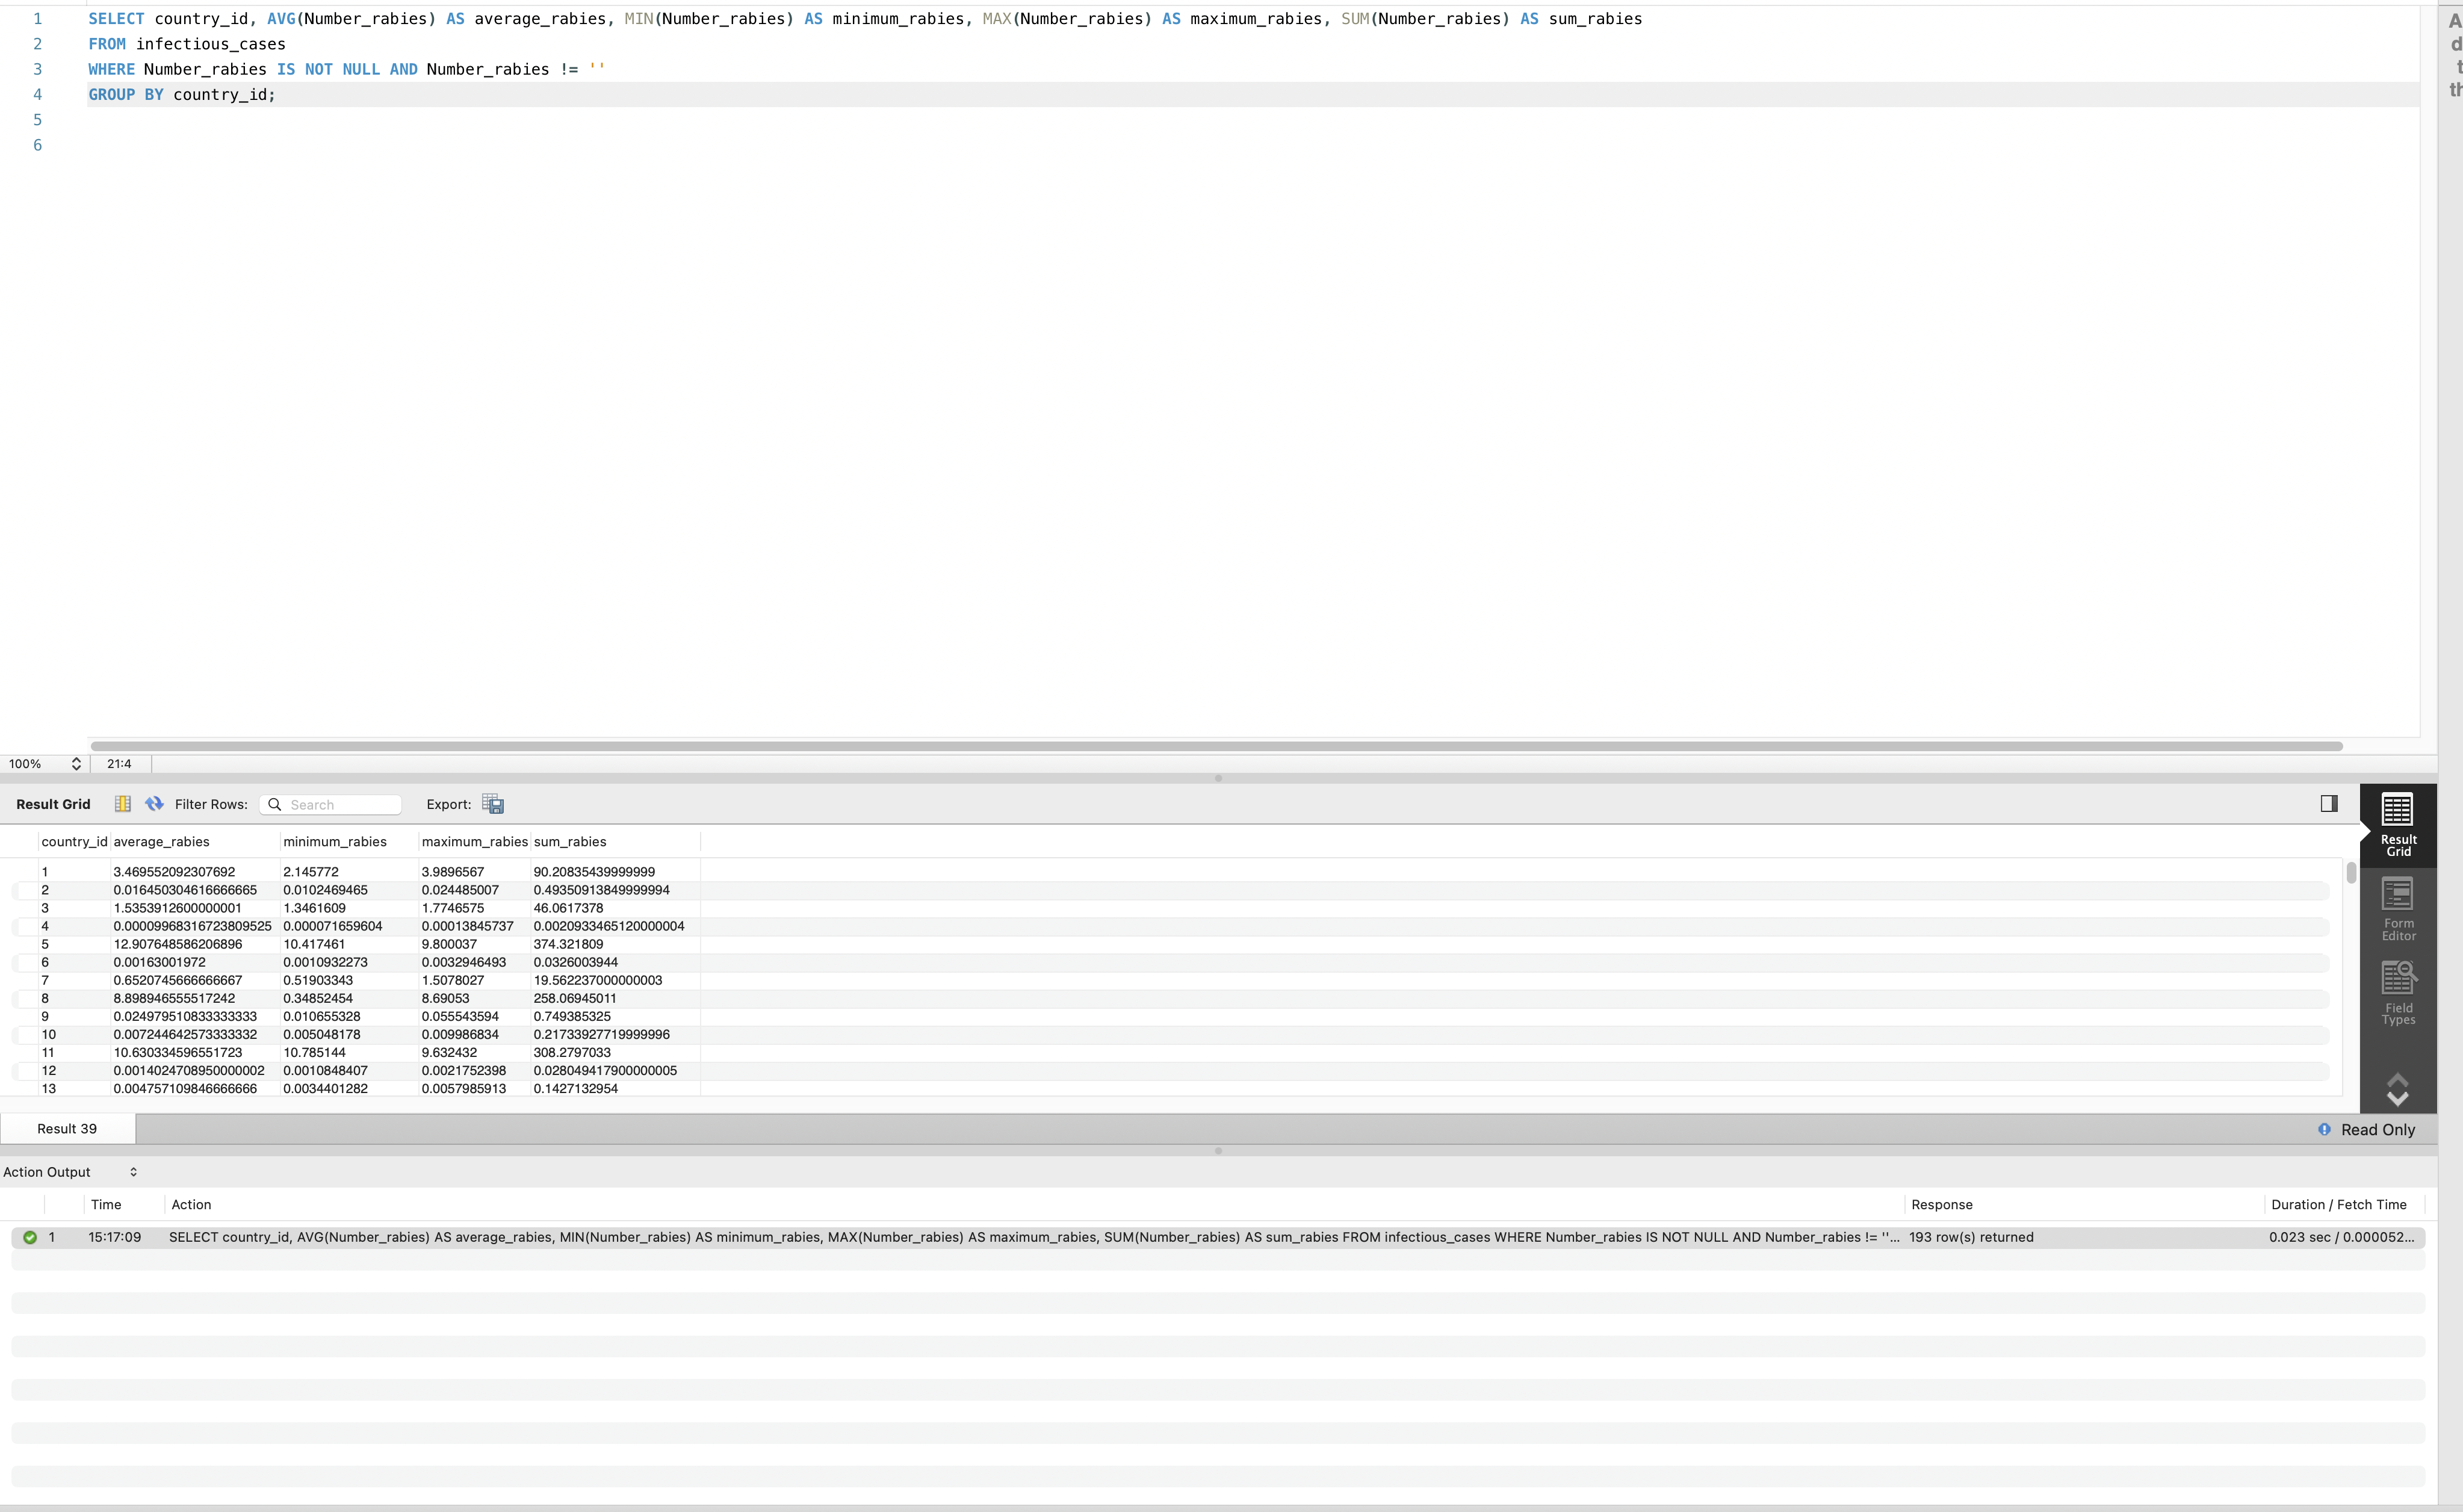 1 SELECT country_id, AVG(Number_rabies) AS average_rabies, MIN(Number_rabies) AS minimum_rabies, MAX(Number_rabies) AS maximum_rabies, SUM(Number_rabies) AS sum_rabies
2 FROM infectious_cases
3 WHERE Number_rabies IS NOT NULL AND Number_rabies != ''
4 GROUP BY country_id;
5
6
100% 21:4
Result Grid Filter Rows: Search Export:
country_id average_rabies minimum_rabies maximum_rabies sum_rabies
1 3.469552092307692 2.145772 3.9896567 90.20835439999999
2 0.016450304616666665 0.0102469465 0.024485007 0.49350913849999994
3 1.5353912600000001 1.3461609 1.7746575 46.0617378
4 0.00009968316723809525 0.000071659604 0.00013845737 0.0020933465120000004
5 12.907648586206896 10.417461 9.800037 374.321809
6 0.00163001972 0.0010932273 0.0032946493 0.0326003944
7 0.6520745666666667 0.51903343 1.5078027 19.562237000000003
8 8.898946555517242 0.34852454 8.69053 258.06945011
9 0.024979510833333333 0.010655328 0.055543594 0.749385325
10 0.007244642573333332 0.005048178 0.009986834 0.21733927719999996
11 10.630334596551723 10.785144 9.632432 308.2797033
12 0.0014024708950000002 0.0010848407 0.0021752398 0.028049417900000005
13 0.004757109846666666 0.0034401282 0.0057985913 0.1427132954
Result
Grid
Form
Editor
Field
Types
Result 39 Read Only
Action Output
Time Action Response Duration / Fetch Time
1 15:17:09 SELECT country_id, AVG(Number_rabies) AS average_rabies, MIN(Number_rabies) AS minimum_rabies, MAX(Number_rabies) AS maximum_rabies, SUM(Number_rabies) AS sum_rabies FROM infectious_cases WHERE Number_rabies IS NOT NULL AND Number_rabies != ''... 193 row(s) returned 0.023 sec / 0.000052...